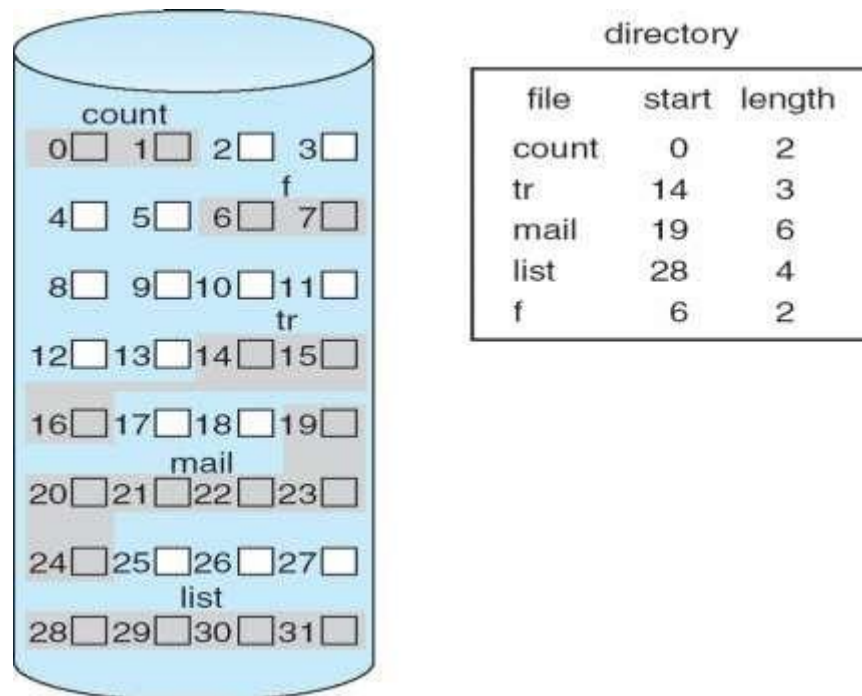 count
0 1 2 3
f
4 5 6 7
8 9 10 11
tr
12 13 14 15
16 17 18 19
mail
20 21 22 23
24 25 26 27
list
28 29 30 31
directory
file start length
count 0 2
tr 14 3
mail 19 6
list 28 4
f 6 2